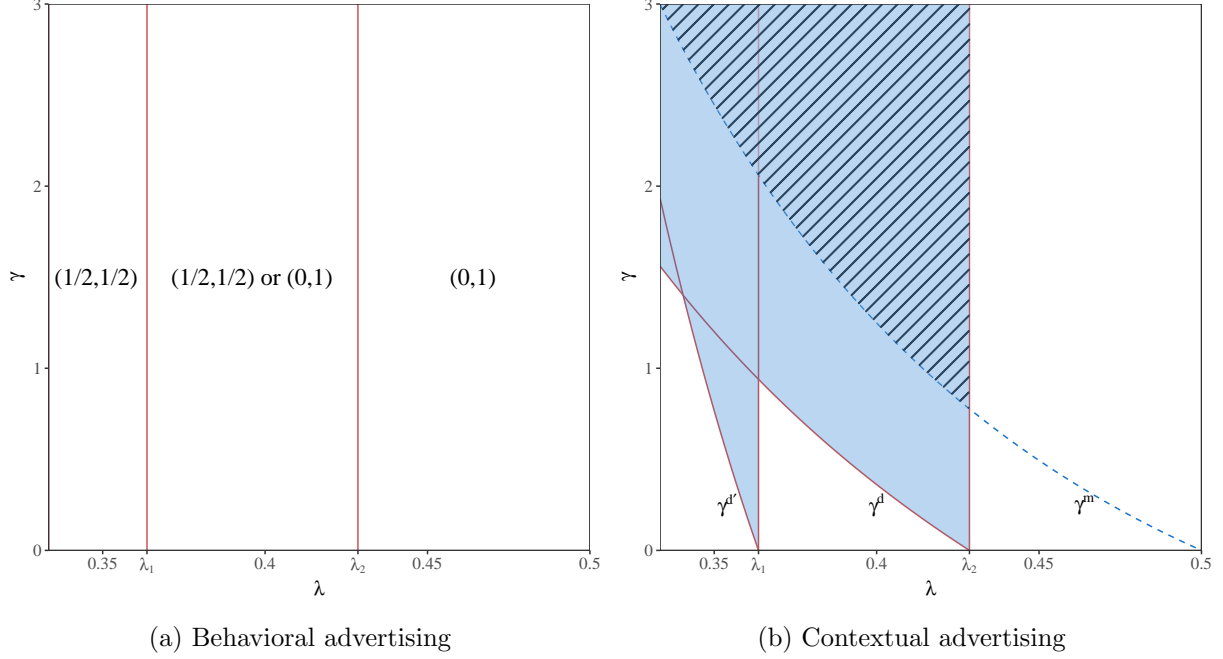 3
2
γ
(1/2,1/2)
(1/2,1/2) or (0,1)
(0,1)
1
0
0.35
λ₁
0.4
λ₂
0.45
0.5
λ
(a) Behavioral advertising
3
2
γ
1
γᵈ′
γᵈ
γᵐ
0
0.35
λ₁
0.4
λ₂
0.45
0.5
λ
(b) Contextual advertising